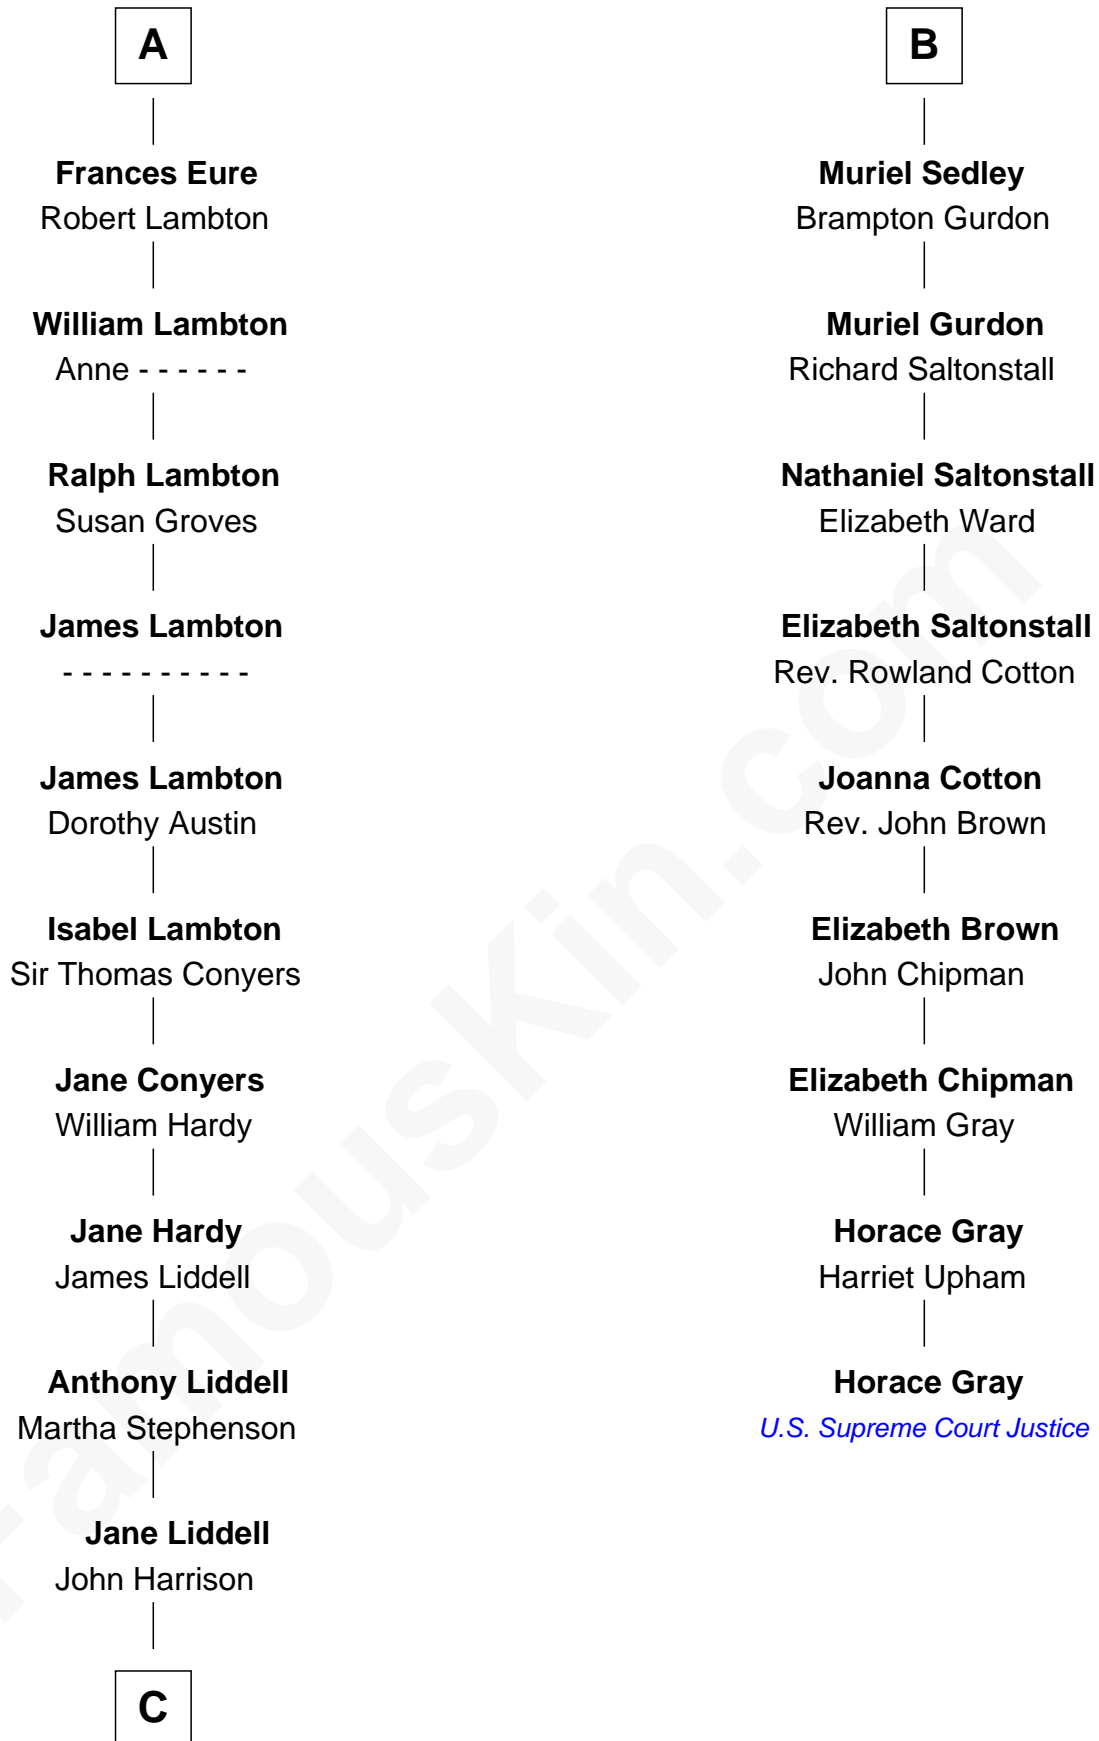 A
Frances Eure
Robert Lambton
William Lambton
Anne - - - - - -
Ralph Lambton
Susan Groves
James Lambton
- - - - - - - - - -
James Lambton
Dorothy Austin
Isabel Lambton
Sir Thomas Conyers
Jane Conyers
William Hardy
Jane Hardy
James Liddell
Anthony Liddell
Martha Stephenson
Jane Liddell
John Harrison
C
B
Muriel Sedley
Brampton Gurdon
Muriel Gurdon
Richard Saltonstall
Nathaniel Saltonstall
Elizabeth Ward
Elizabeth Saltonstall
Rev. Rowland Cotton
Joanna Cotton
Rev. John Brown
Elizabeth Brown
John Chipman
Elizabeth Chipman
William Gray
Horace Gray
Harriet Upham
Horace Gray
U.S. Supreme Court Justice
FamousKin.com